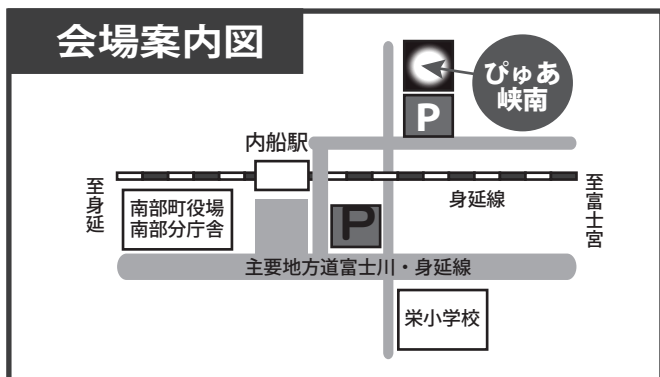 会場案内図
ぴゅあ
峡南
P
内船駅
至身延
南部町役場
南部分庁舎
身延線
至富士宮
P
主要地方道富士川・身延線
栄小学校